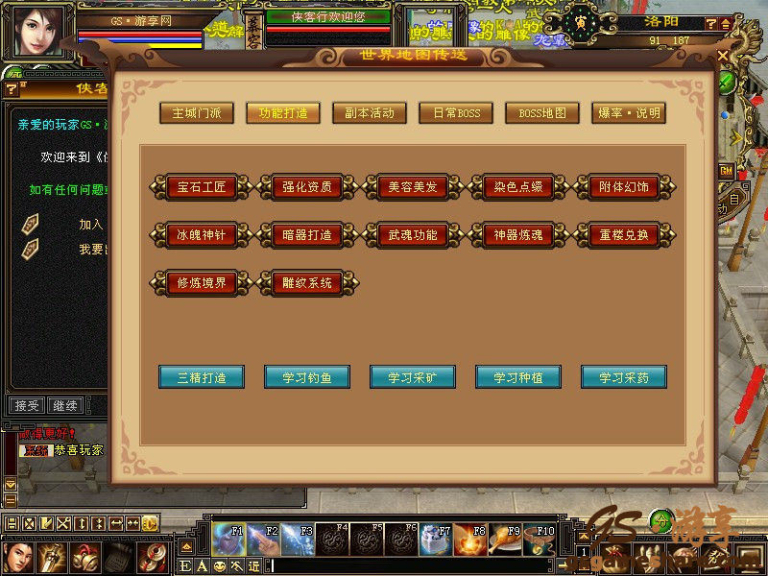 GS·游享网
侠客行欢迎您
世界地图传送
洛阳
91 187
主城门派
功能打造
副本活动
日常BOSS
BOSS地图
爆率·说明
侠客
亲爱的玩家GS·
欢迎来到《
如有任何问题
加入
我要
宝石工匠
强化资质
美容美发
染色点缀
附体幻饰
冰魄神针
暗器打造
武魂功能
神器炼魂
重楼兑换
修炼境界
雕纹系统
三精打造
学习钓鱼
学习采矿
学习种植
学习采药
接受
继续
系统 恭喜玩家
F1
F2
F3
F4
F5
F6
F7
F8
F9
F10
GS 游享